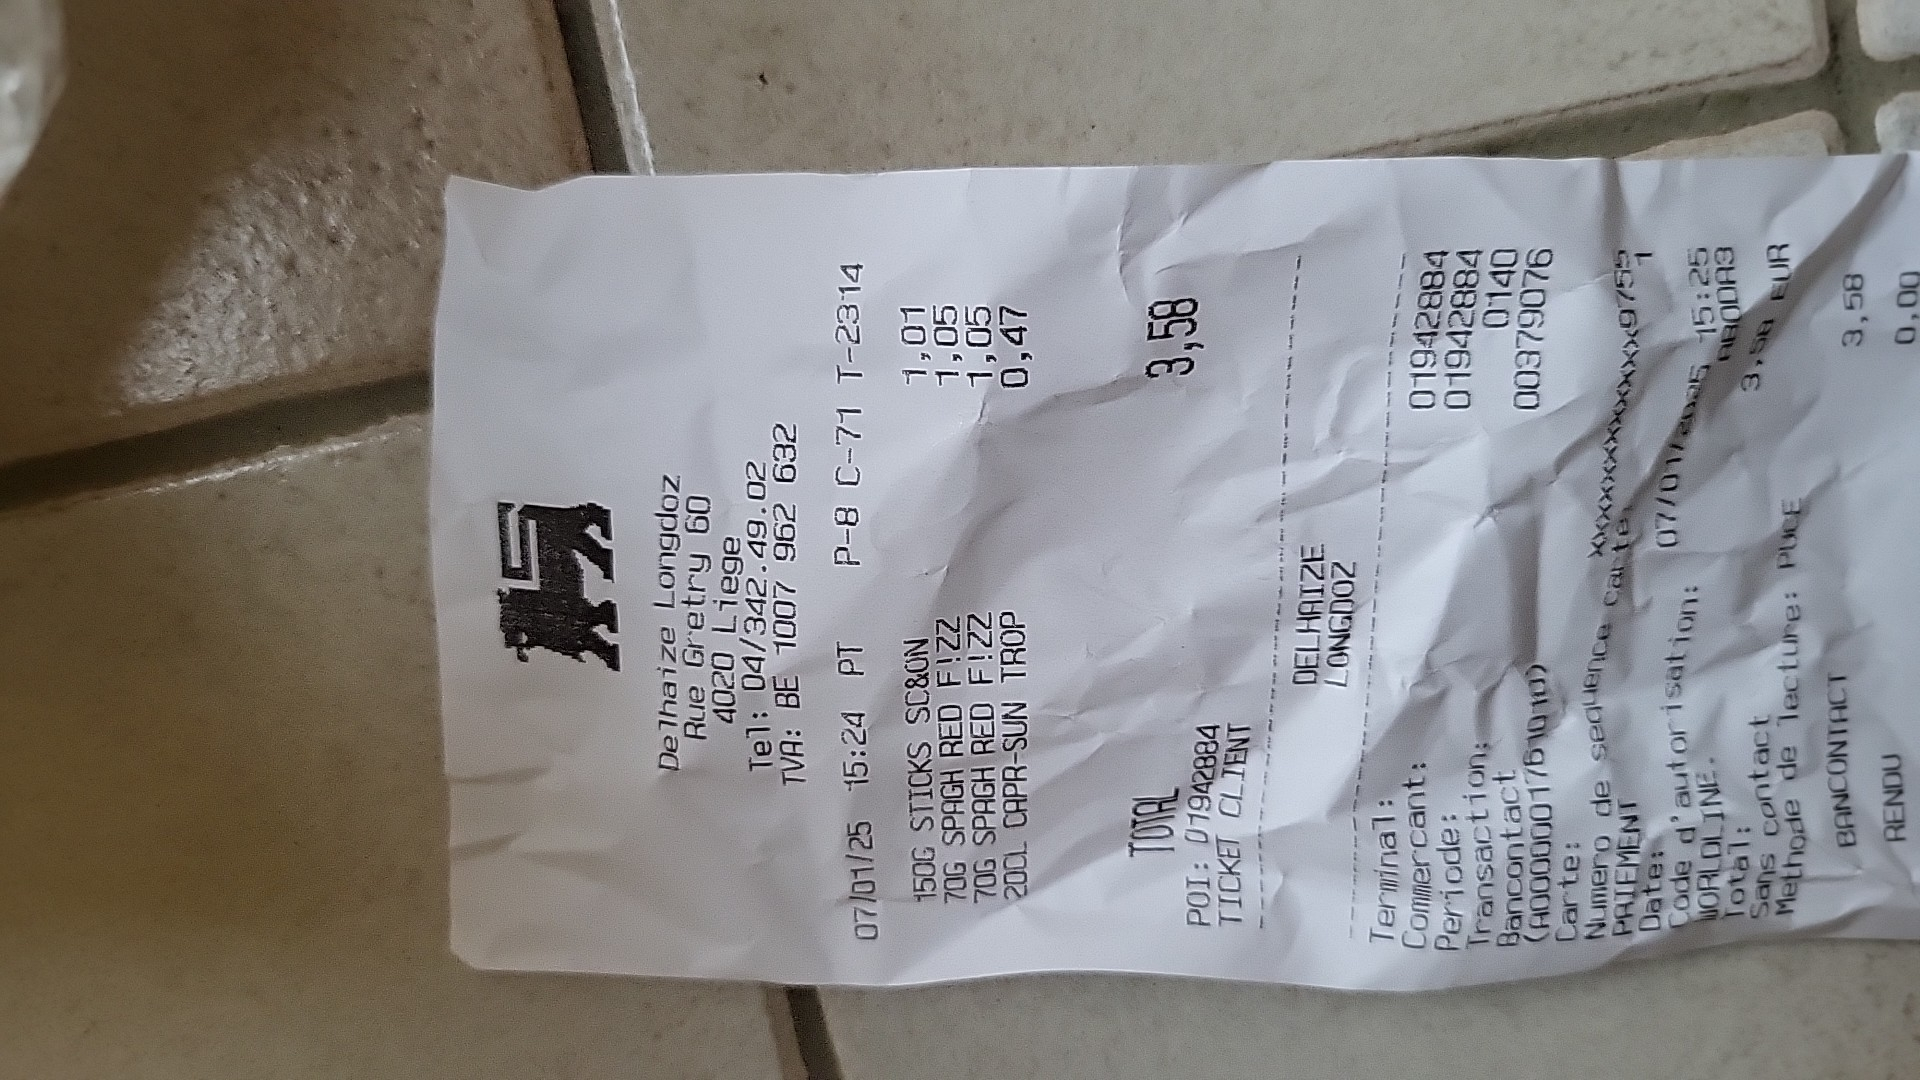 Delhaize Longdoz
Rue Gretry 60
4020 Liege
Tel: 04/342.49.02
TVA: BE 1007 962 632
07/01/25 15:24 PT P-8 C-71 T-2314
150G STICKS SC&ON 1,01
70G SPAGH RED F!ZZ 1,05
70G SPAGH RED F!ZZ 1,05
20CL CAPR-SUN TROP 0,47
TOTAL 3,58
POI: 01942884
TICKET CLIENT
DELHAIZE
LONGDOZ
Terminal: 01942884
Commercant: 01942884
Periode: 0140
Transaction: 00379076
Bancontact
(A0000001761010)
Carte: xxxxxxxxxxxxx9755
Numero de sequence carte: 1
PAIEMENT
Date: 07/01/2025 15:25
Code d'autorisation:
WORLDLINE.
Total: 3,58 EUR
Sans contact
Methode de lecture: PUCE
BANCONTACT 3,58
RENDU 0,00